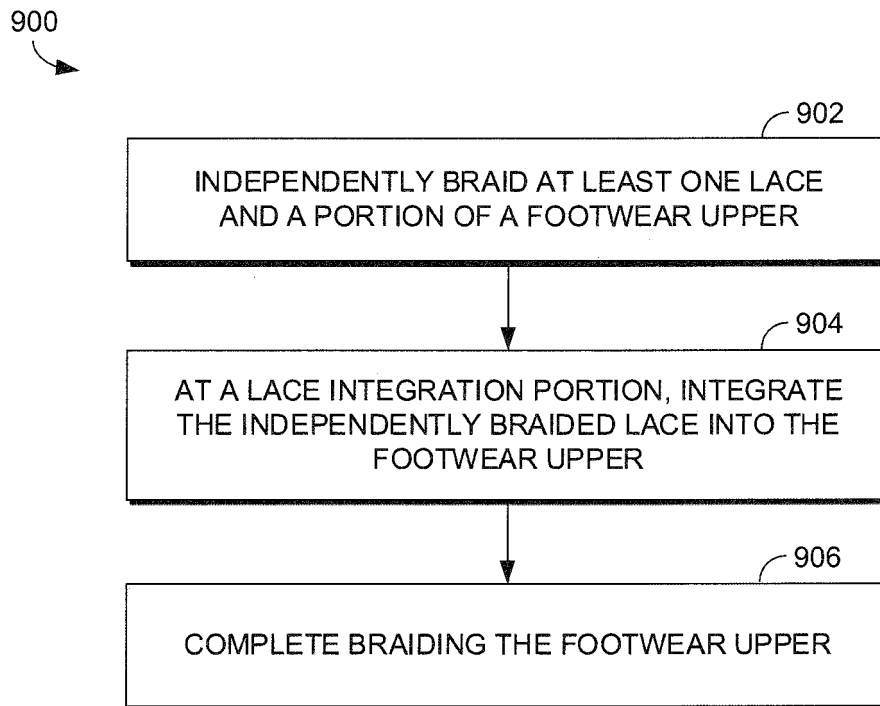 900
902
INDEPENDENTLY BRAID AT LEAST ONE LACE
AND A PORTION OF A FOOTWEAR UPPER
904
AT A LACE INTEGRATION PORTION, INTEGRATE
THE INDEPENDENTLY BRAIDED LACE INTO THE
FOOTWEAR UPPER
906
COMPLETE BRAIDING THE FOOTWEAR UPPER